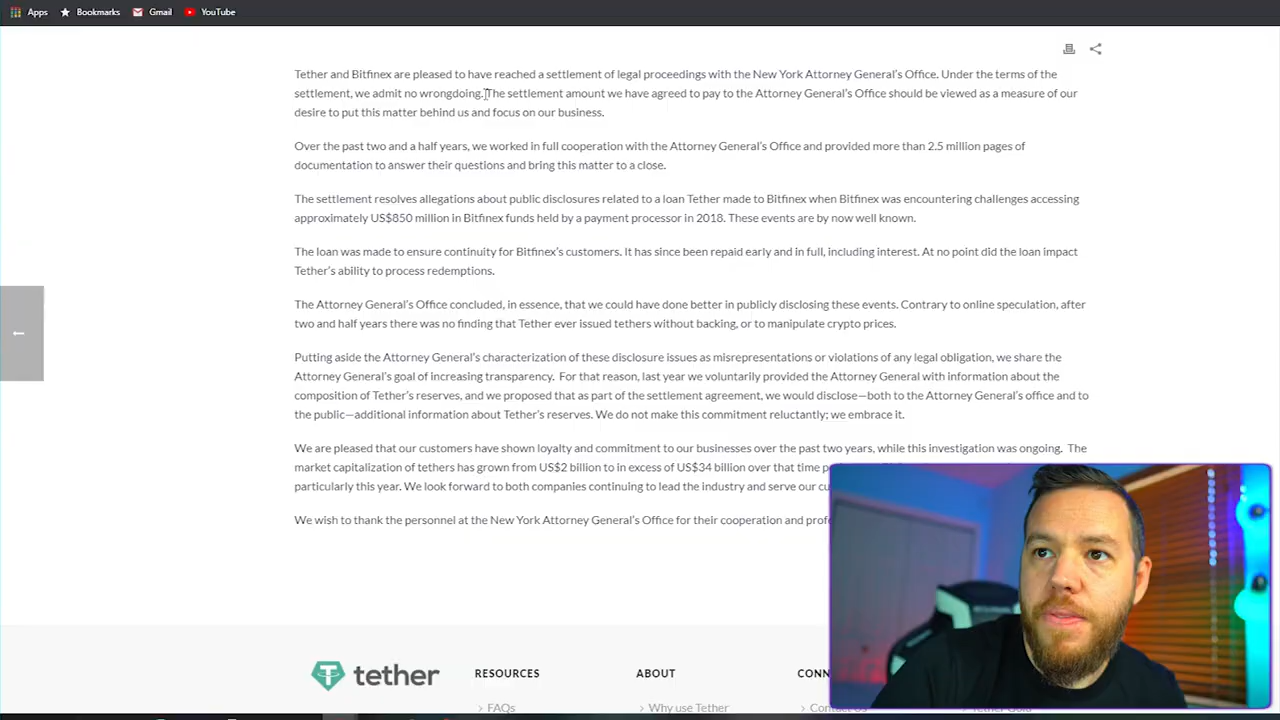 Apps Bookmarks Gmail YouTube
Tether and Bitfinex are pleased to have reached a settlement of legal proceedings with the New York Attorney General's Office. Under the terms of the
settlement, we admit no wrongdoing. The settlement amount we have agreed to pay to the Attorney General's Office should be viewed as a measure of our
desire to put this matter behind us and focus on our business.
Over the past two and a half years, we worked in full cooperation with the Attorney General's Office and provided more than 2.5 million pages of
documentation to answer their questions and bring this matter to a close.
The settlement resolves allegations about public disclosures related to a loan Tether made to Bitfinex when Bitfinex was encountering challenges accessing
approximately US$850 million in Bitfinex funds held by a payment processor in 2018. These events are by now well known.
The loan was made to ensure continuity for Bitfinex's customers. It has since been repaid early and in full, including interest. At no point did the loan impact
Tether's ability to process redemptions.
The Attorney General's Office concluded, in essence, that we could have done better in publicly disclosing these events. Contrary to online speculation, after
two and half years there was no finding that Tether ever issued tethers without backing, or to manipulate crypto prices.
Putting aside the Attorney General's characterization of these disclosure issues as misrepresentations or violations of any legal obligation, we share the
Attorney General's goal of increasing transparency. For that reason, last year we voluntarily provided the Attorney General with information about the
composition of Tether's reserves, and we proposed that as part of the settlement agreement, we would disclose—both to the Attorney General's office and to
the public—additional information about Tether's reserves. We do not make this commitment reluctantly; we embrace it.
We are pleased that our customers have shown loyalty and commitment to our businesses over the past two years, while this investigation was ongoing. The
market capitalization of tethers has grown from US$2 billion to in excess of US$34 billion over that time
particularly this year. We look forward to both companies continuing to lead the industry and serve our
We wish to thank the personnel at the New York Attorney General's Office for their cooperation and
tether RESOURCES ABOUT
FAQs Why use Tether